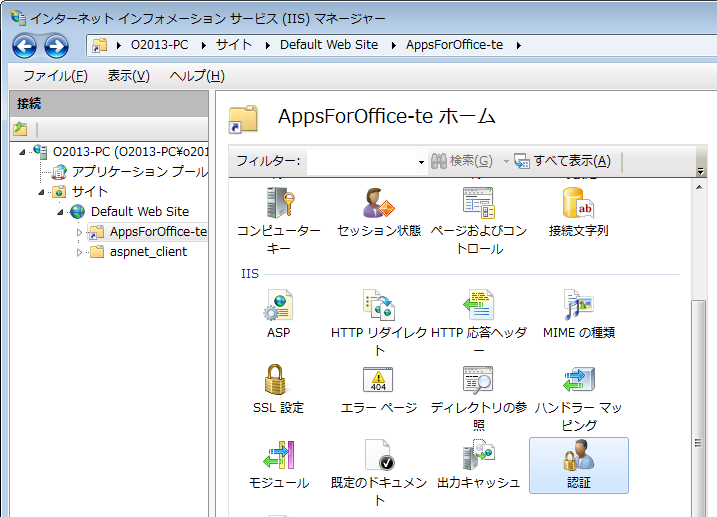 インターネット インフォメーション サービス (IIS) マネージャー
O2013-PC ▸ サイト ▸ Default Web Site ▸ AppsForOffice-te ▸
ファイル(F) 表示(V) ヘルプ(H)
接続
O2013-PC (O2013-PC¥o201
アプリケーション プール
サイト
Default Web Site
AppsForOffice-te
aspnet_client
AppsForOffice-te ホーム
フィルター: 検索(G) すべて表示(A)
コンピューター キー
セッション状態
ページおよびコントロール
接続文字列
IIS
ASP
HTTP リダイレクト
HTTP 応答ヘッダー
MIME の種類
SSL 設定
404
エラー ページ
ディレクトリの参照
ハンドラー マッピング
モジュール
既定のドキュメント
出力キャッシュ
認証